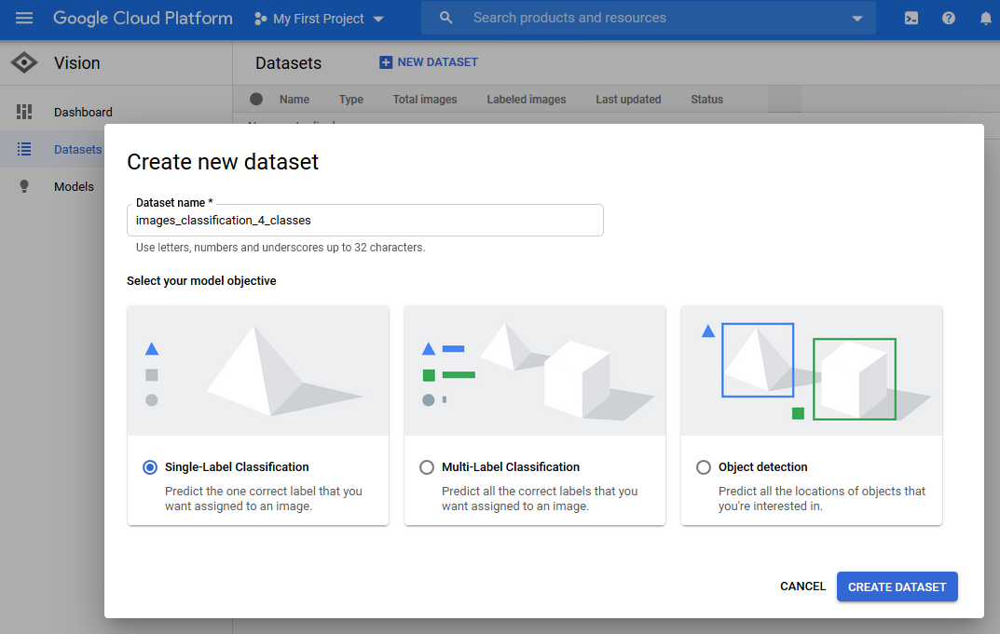 Google Cloud Platform
My First Project
Search products and resources
Vision
Datasets
NEW DATASET
Name Type Total images Labeled images Last updated Status
Dashboard
Datasets
Models
Create new dataset
Dataset name *
images_classification_4_classes
Use letters, numbers and underscores up to 32 characters.
Select your model objective
Single-Label Classification
Predict the one correct label that you
want assigned to an image.
Multi-Label Classification
Predict all the correct labels that you
want assigned to an image.
Object detection
Predict all the locations of objects that
you're interested in.
CANCEL
CREATE DATASET